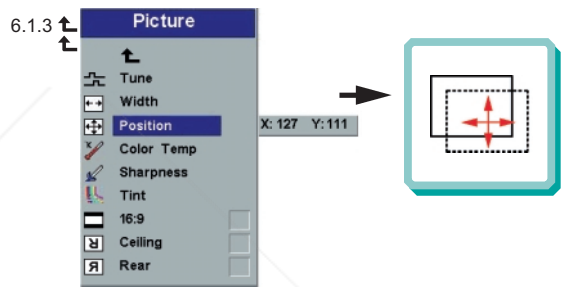 6.1.3
Picture
Tune
Width
Position X: 127 Y: 111
Color Temp
Sharpness
Tint
16:9
Ceiling
Rear